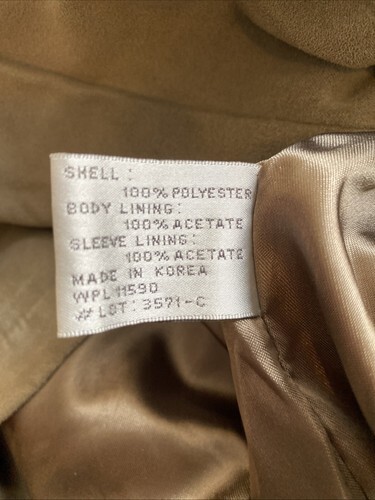 SHELL:
100% POLYESTER
BODY LINING:
100% ACETATE
SLEEVE LINING:
100% ACETATE
MADE IN KOREA
WPL 11590
# LOT: 3571-C